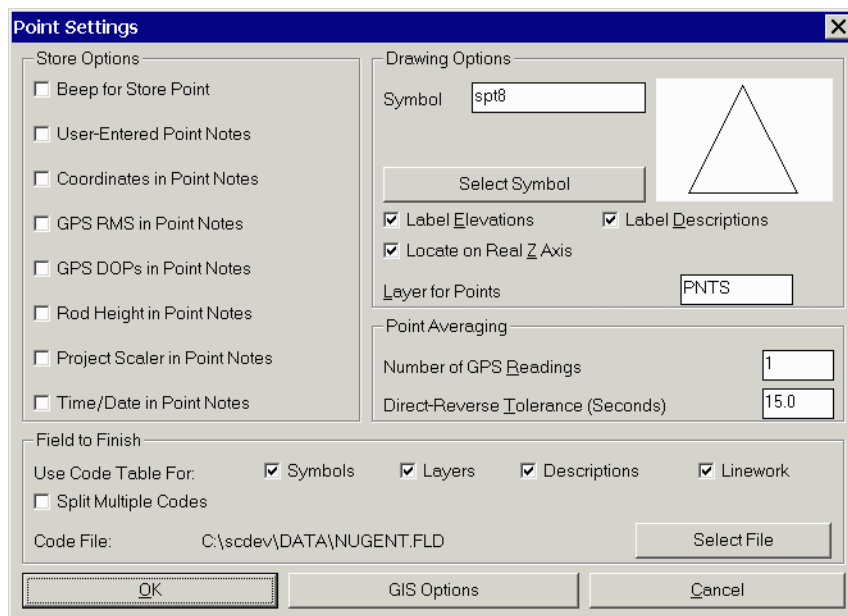 Point Settings
Store Options
Beep for Store Point
User-Entered Point Notes
Coordinates in Point Notes
GPS RMS in Point Notes
GPS DOPs in Point Notes
Rod Height in Point Notes
Project Scaler in Point Notes
Time/Date in Point Notes
Drawing Options
Symbol spt8
Select Symbol
Label Elevations Label Descriptions
Locate on Real Z Axis
Layer for Points PNTS
Point Averaging
Number of GPS Readings 1
Direct-Reverse Tolerance (Seconds) 15.0
Field to Finish
Use Code Table For: Symbols Layers Descriptions Linework
Split Multiple Codes
Code File: C:\scdev\DATA\NUGENT.FLD Select File
OK GIS Options Cancel